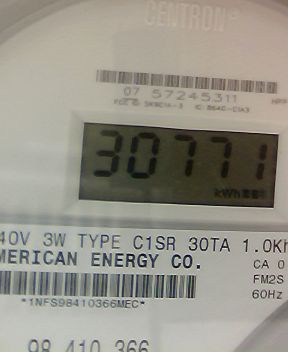 CENTRON®
07 57245311
30771
kWh
40V 3W TYPE C1SR 30TA 1.0Kh
MERICAN ENERGY CO.
CA 0
FM2S
60Hz
*1NFS98410366MEC*
98 410 366